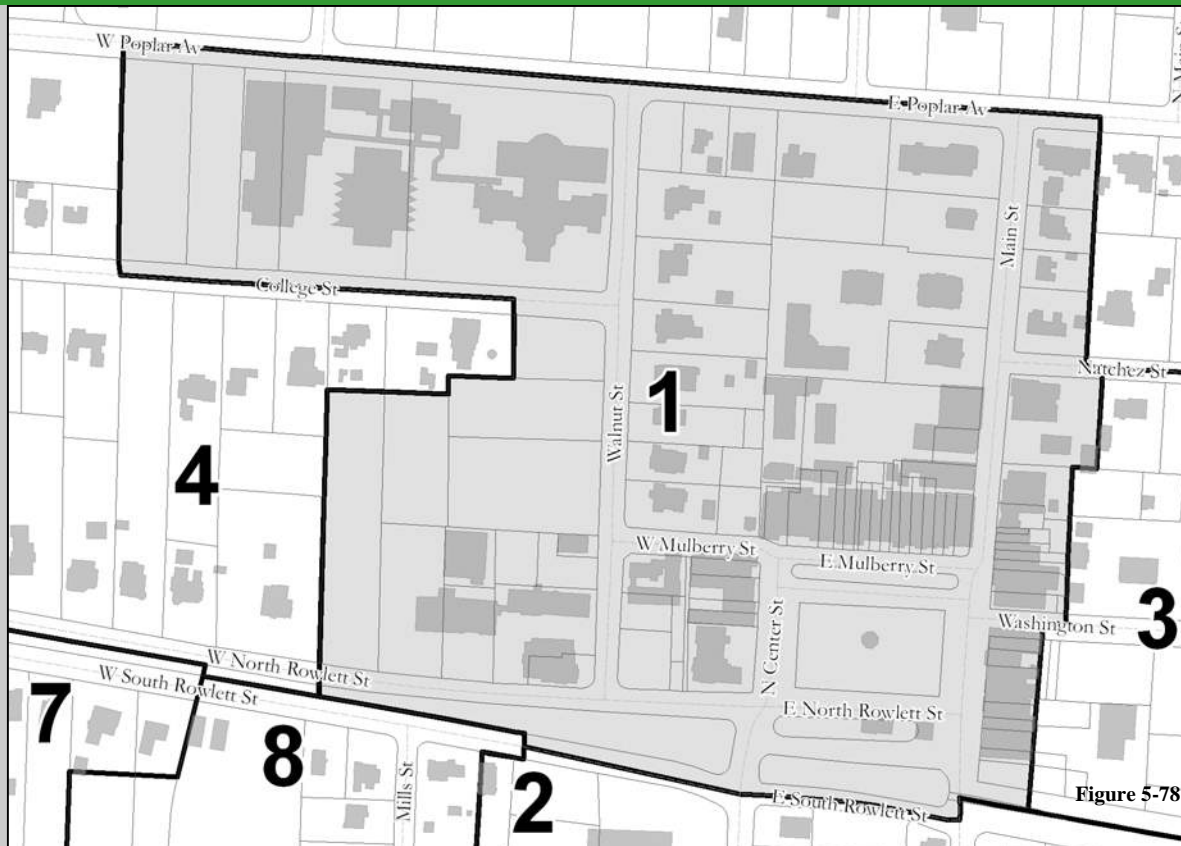 W Poplar Av
N Main St
E Poplar Av
Main St
College St
Natchez St
1
Walnut St
4
W Mulberry St
E Mulberry St
3
Washington St
N Center St
W North Rowlett St
W South Rowlett St
7
E North Rowlett St
8
Mills St
2
E South Rowlett St
Figure 5-78